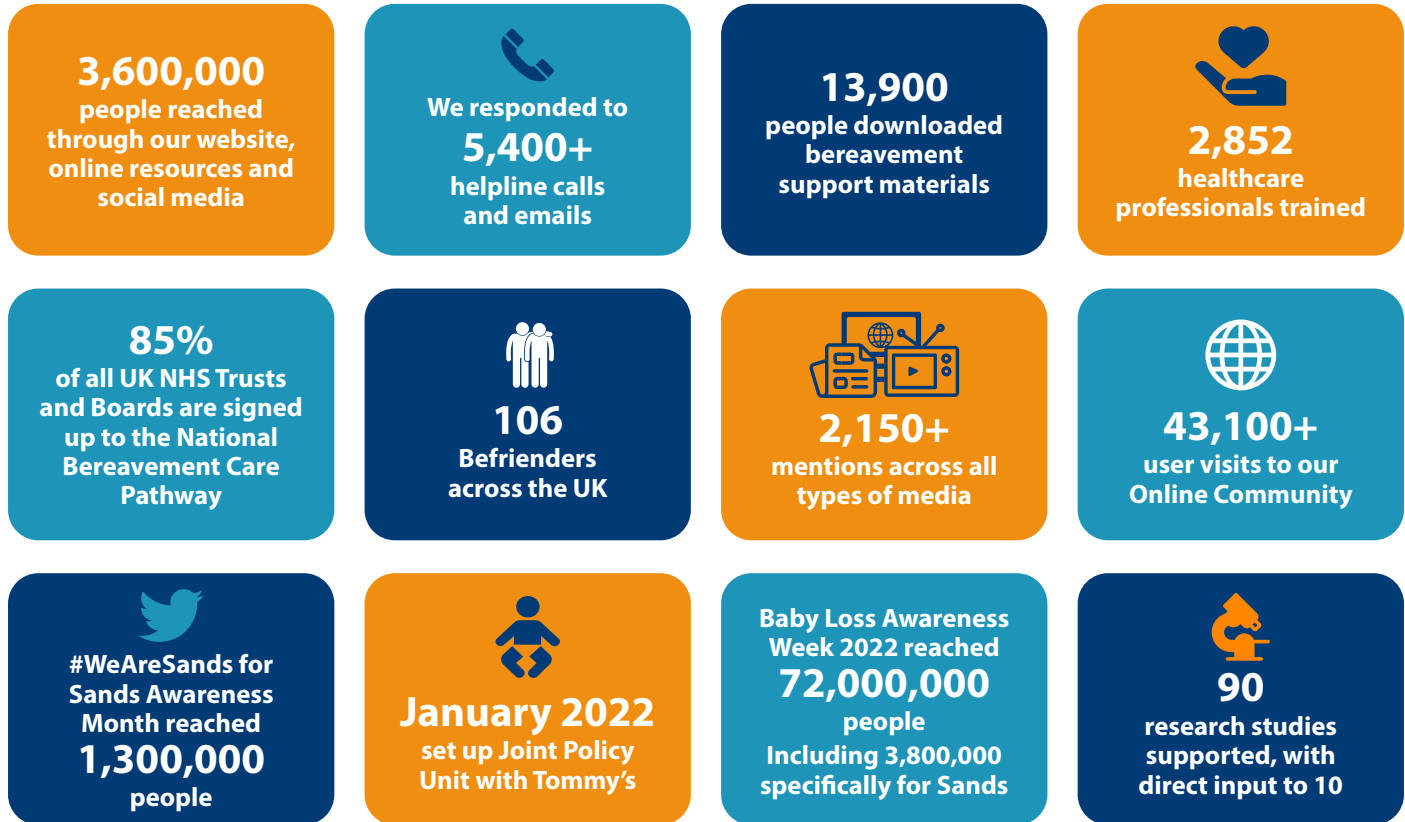 3,600,000
people reached
through our website,
online resources and
social media
We responded to
5,400+
helpline calls
and emails
13,900
people downloaded
bereavement
support materials
2,852
healthcare
professionals trained
85%
of all UK NHS Trusts
and Boards are signed
up to the National
Bereavement Care
Pathway
106
Befrienders
across the UK
2,150+
mentions across all
types of media
43,100+
user visits to our
Online Community
#WeAreSands for
Sands Awareness
Month reached
1,300,000
people
January 2022
set up Joint Policy
Unit with Tommy’s
Baby Loss Awareness
Week 2022 reached
72,000,000
people
Including 3,800,000
specifically for Sands
90
research studies
supported, with
direct input to 10